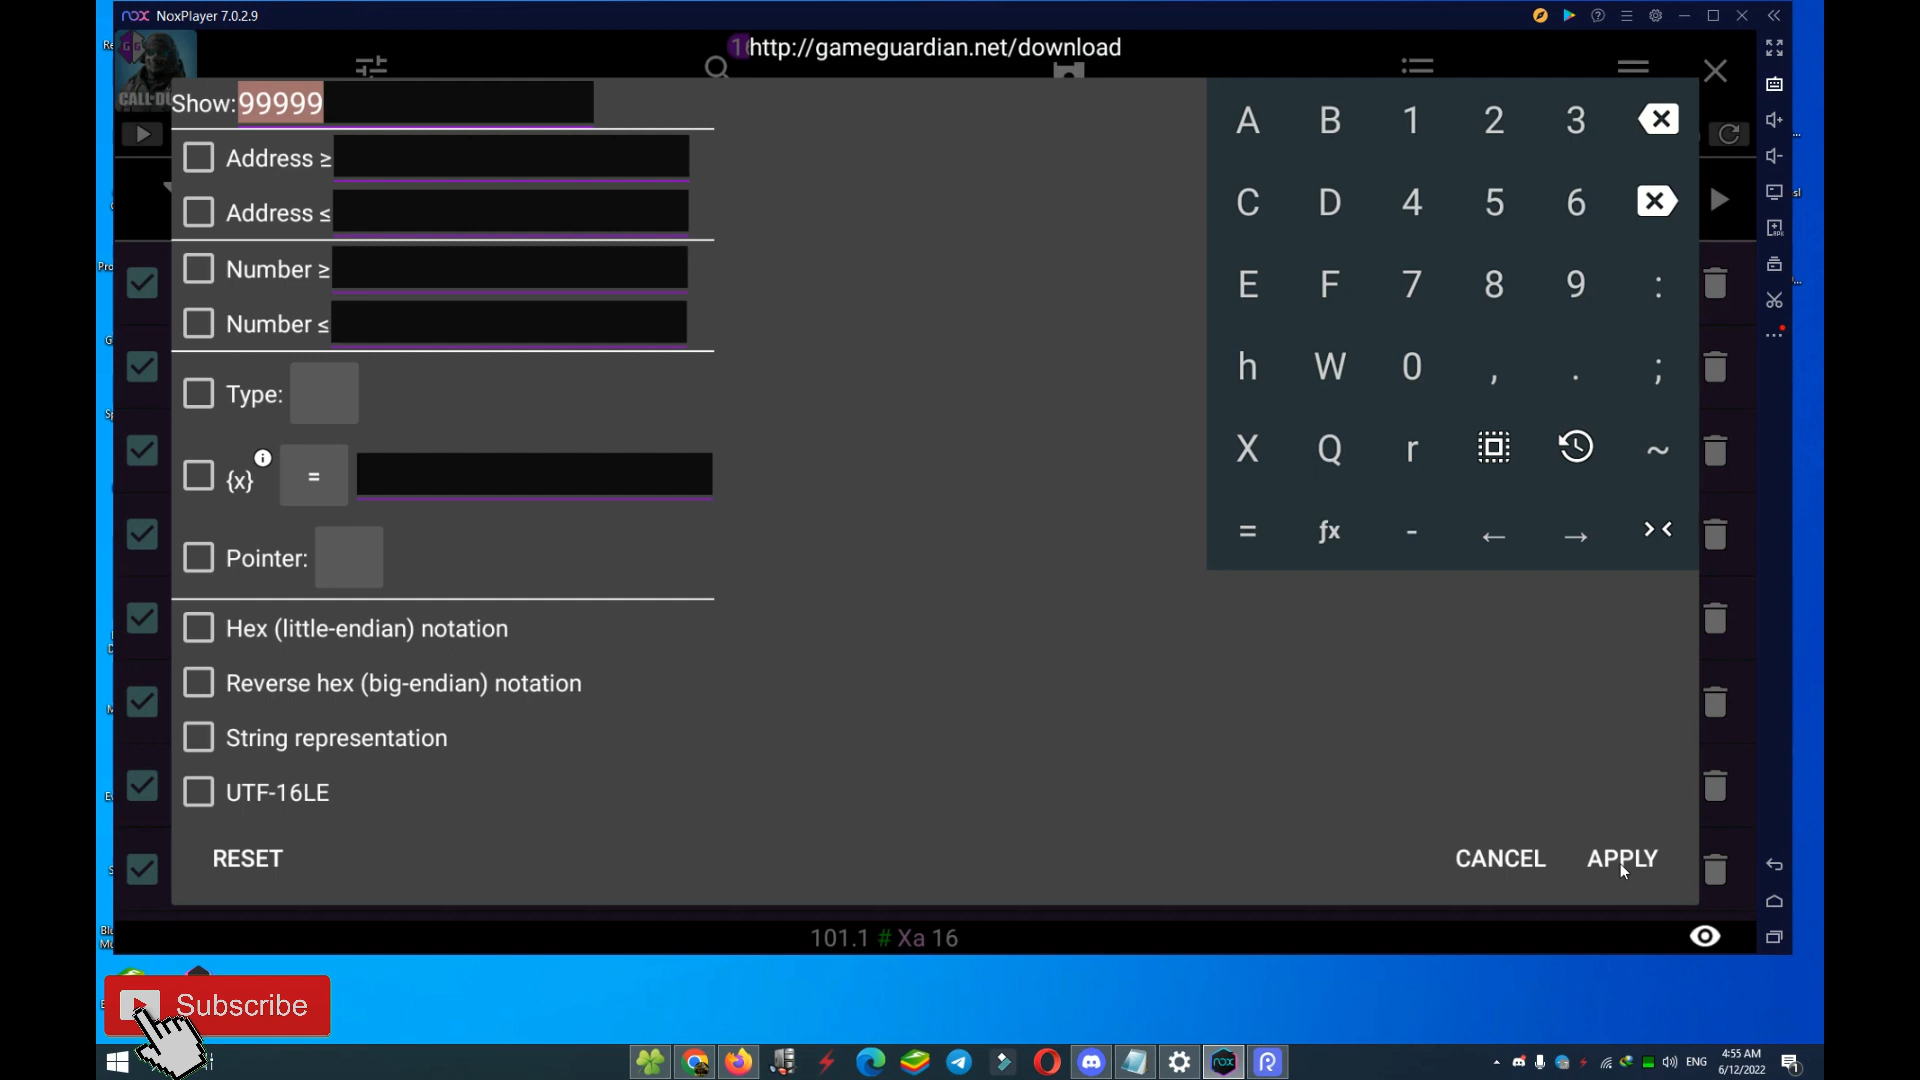 NoxPlayer 7.0.2.9
http://gameguardian.net/download
CALL-DU
Show: 99999
Address ≥
Address ≤
Number ≥
Number ≤
Type:
{x} =
Pointer:
Hex (little-endian) notation
Reverse hex (big-endian) notation
String representation
UTF-16LE
RESET
CANCEL APPLY
A B 1 2 3
C D 4 5 6
E F 7 8 9 :
h W 0 , . ;
X Q r ~
= ƒx - ← → ><
101.1 # Xa 16
Subscribe
ENG
4:55 AM
6/12/2022